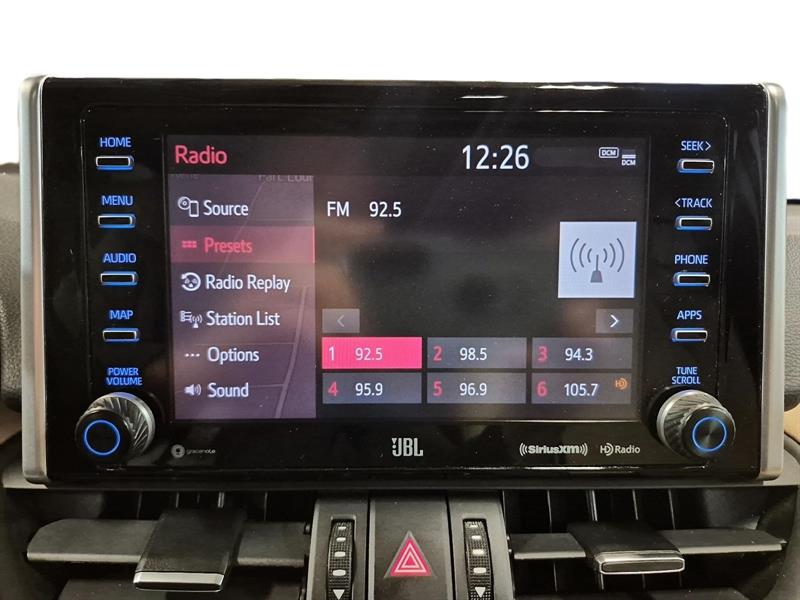 HOME
MENU
AUDIO
MAP
POWER
VOLUME
Radio 12:26 DCM
DCM
Source
Presets
Radio Replay
Station List
Options
Sound
FM 92.5
1 92.5 2 98.5 3 94.3
4 95.9 5 96.9 6 105.7 HD
SEEK >
< TRACK
PHONE
APPS
TUNE
SCROLL
gracenote JBL ((SiriusXM)) HD Radio